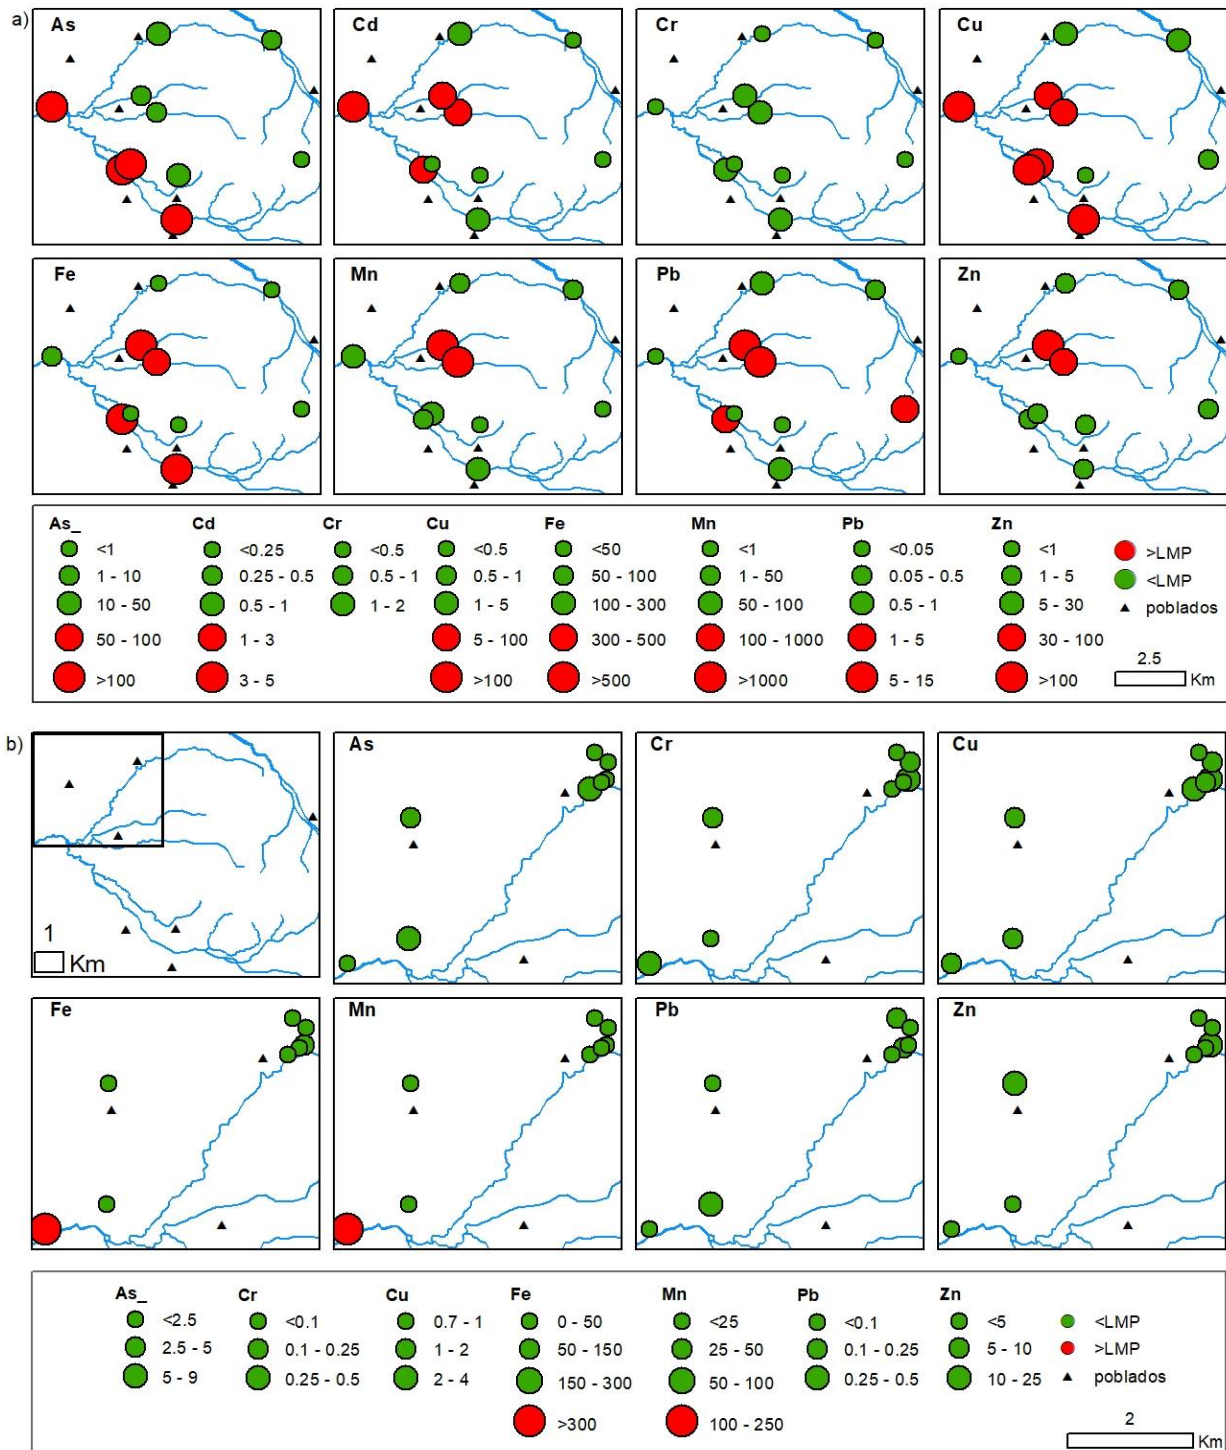 a)
As Cd Cr Cu
Fe Mn Pb Zn
As_ Cd Cr Cu Fe Mn Pb Zn
<1 <0.25 <0.5 <0.5 <50 <1 <0.05 <1 >LMP
1 - 10 0.25 - 0.5 0.5 - 1 0.5 - 1 50 - 100 1 - 50 0.05 - 0.5 1 - 5 <LMP
10 - 50 0.5 - 1 1 - 2 1 - 5 100 - 300 50 - 100 0.5 - 1 5 - 30 poblados
50 - 100 1 - 3 5 - 100 300 - 500 100 - 1000 1 - 5 30 - 100 2.5
>100 3 - 5 >100 >500 >1000 5 - 15 >100 Km
b)
As Cr Cu
1
Km
Fe Mn Pb Zn
As_ Cr Cu Fe Mn Pb Zn
<2.5 <0.1 0.7 - 1 0 - 50 <25 <0.1 <5 <LMP
2.5 - 5 0.1 - 0.25 1 - 2 50 - 150 25 - 50 0.1 - 0.25 5 - 10 >LMP
5 - 9 0.25 - 0.5 2 - 4 150 - 300 50 - 100 0.25 - 0.5 10 - 25 poblados
>300 100 - 250 2
Km